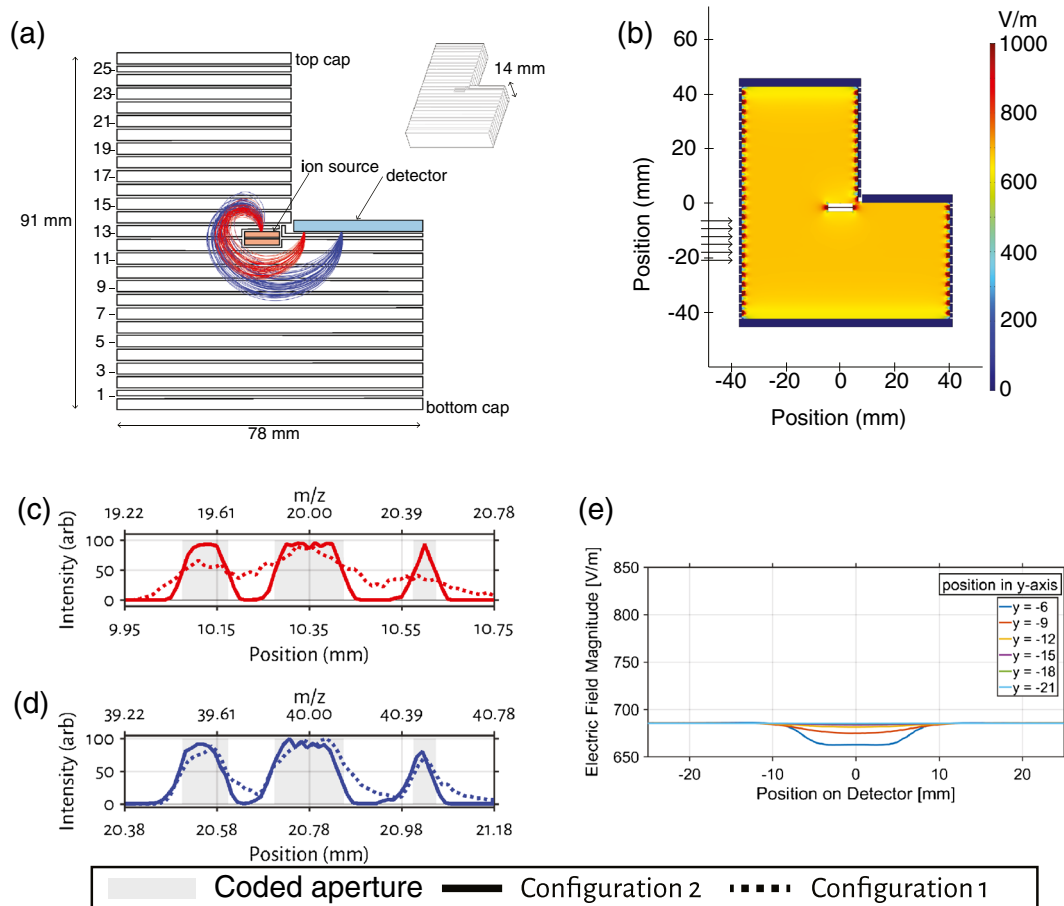 (a)
top cap
25
23
21
19
17
15
13
11
9
7
5
3
1
91 mm
78 mm
ion source
detector
14 mm
bottom cap
(b)
V/m
1000
800
600
400
200
0
Position (mm)
60
40
20
0
-20
-40
-40 -20 0 20 40
Position (mm)
(c)
m/z
19.22 19.61 20.00 20.39 20.78
Intensity (arb)
100
50
0
9.95 10.15 10.35 10.55 10.75
Position (mm)
(d)
m/z
39.22 39.61 40.00 40.39 40.78
Intensity (arb)
100
50
0
20.38 20.58 20.78 20.98 21.18
Position (mm)
(e)
Electric Field Magnitude [V/m]
850
800
750
700
650
position in y-axis
y = -6
y = -9
y = -12
y = -15
y = -18
y = -21
-20 -10 0 10 20
Position on Detector [mm]
Coded aperture Configuration 2 Configuration 1